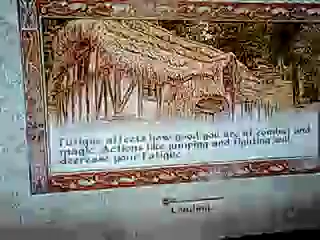 Fatigue affects how good you are at combat and
magic. Actions like jumping and fighting will
decrease your Fatigue.
Loading